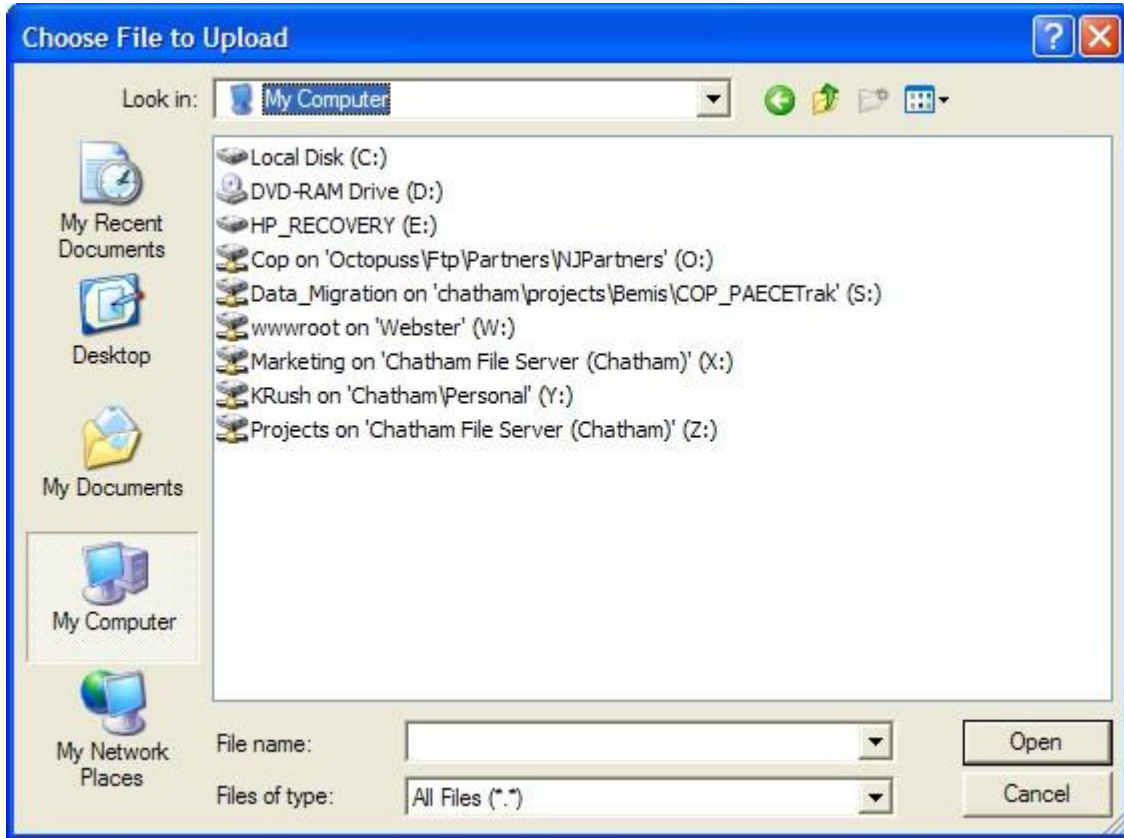 Choose File to Upload
Look in:
My Computer
My Recent
Documents
Desktop
My Documents
My Computer
My Network
Places
Local Disk (C:)
DVD-RAM Drive (D:)
HP_RECOVERY (E:)
Cop on 'Octopuss\Ftp\Partners\NJPartners' (O:)
Data_Migration on 'chatham\projects\Bemis\COP_PAECETrak' (S:)
wwwroot on 'Webster' (W:)
Marketing on 'Chatham File Server (Chatham)' (X:)
KRush on 'Chatham\Personal' (Y:)
Projects on 'Chatham File Server (Chatham)' (Z:)
File name:
Open
Files of type:
All Files (*.*)
Cancel